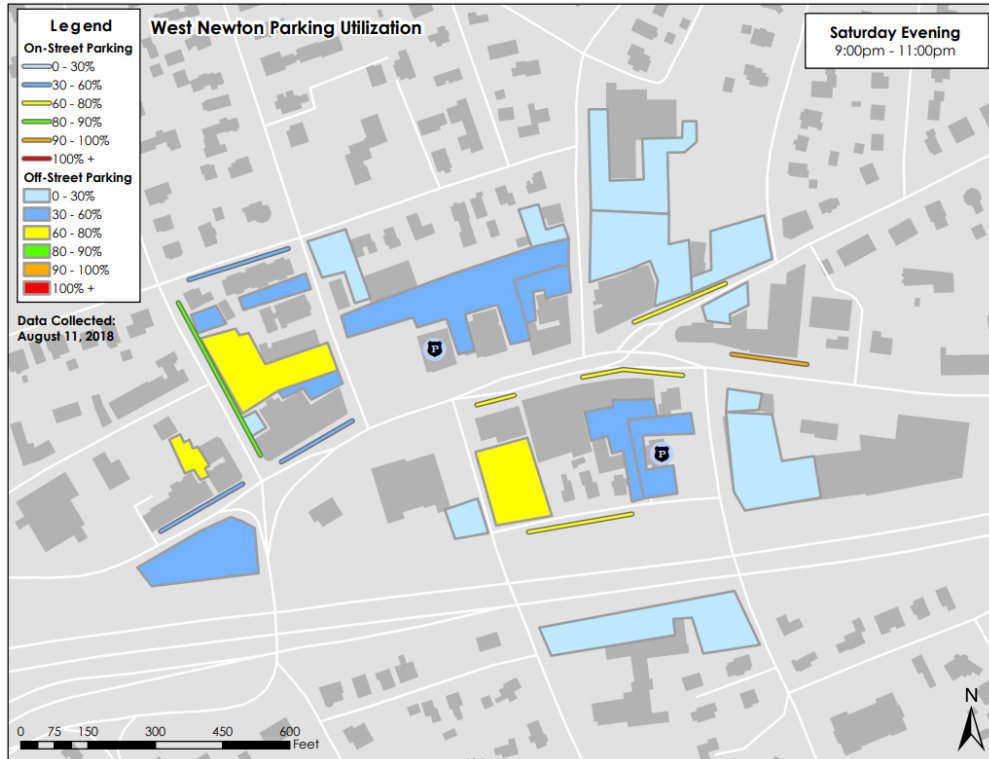 Legend
On-Street Parking
0 - 30%
30 - 60%
60 - 80%
80 - 90%
90 - 100%
100% +
Off-Street Parking
0 - 30%
30 - 60%
60 - 80%
80 - 90%
90 - 100%
100% +
Data Collected:
August 11, 2018
West Newton Parking Utilization
Saturday Evening
9:00pm - 11:00pm
P
P
0 75 150 300 450 600
Feet
N